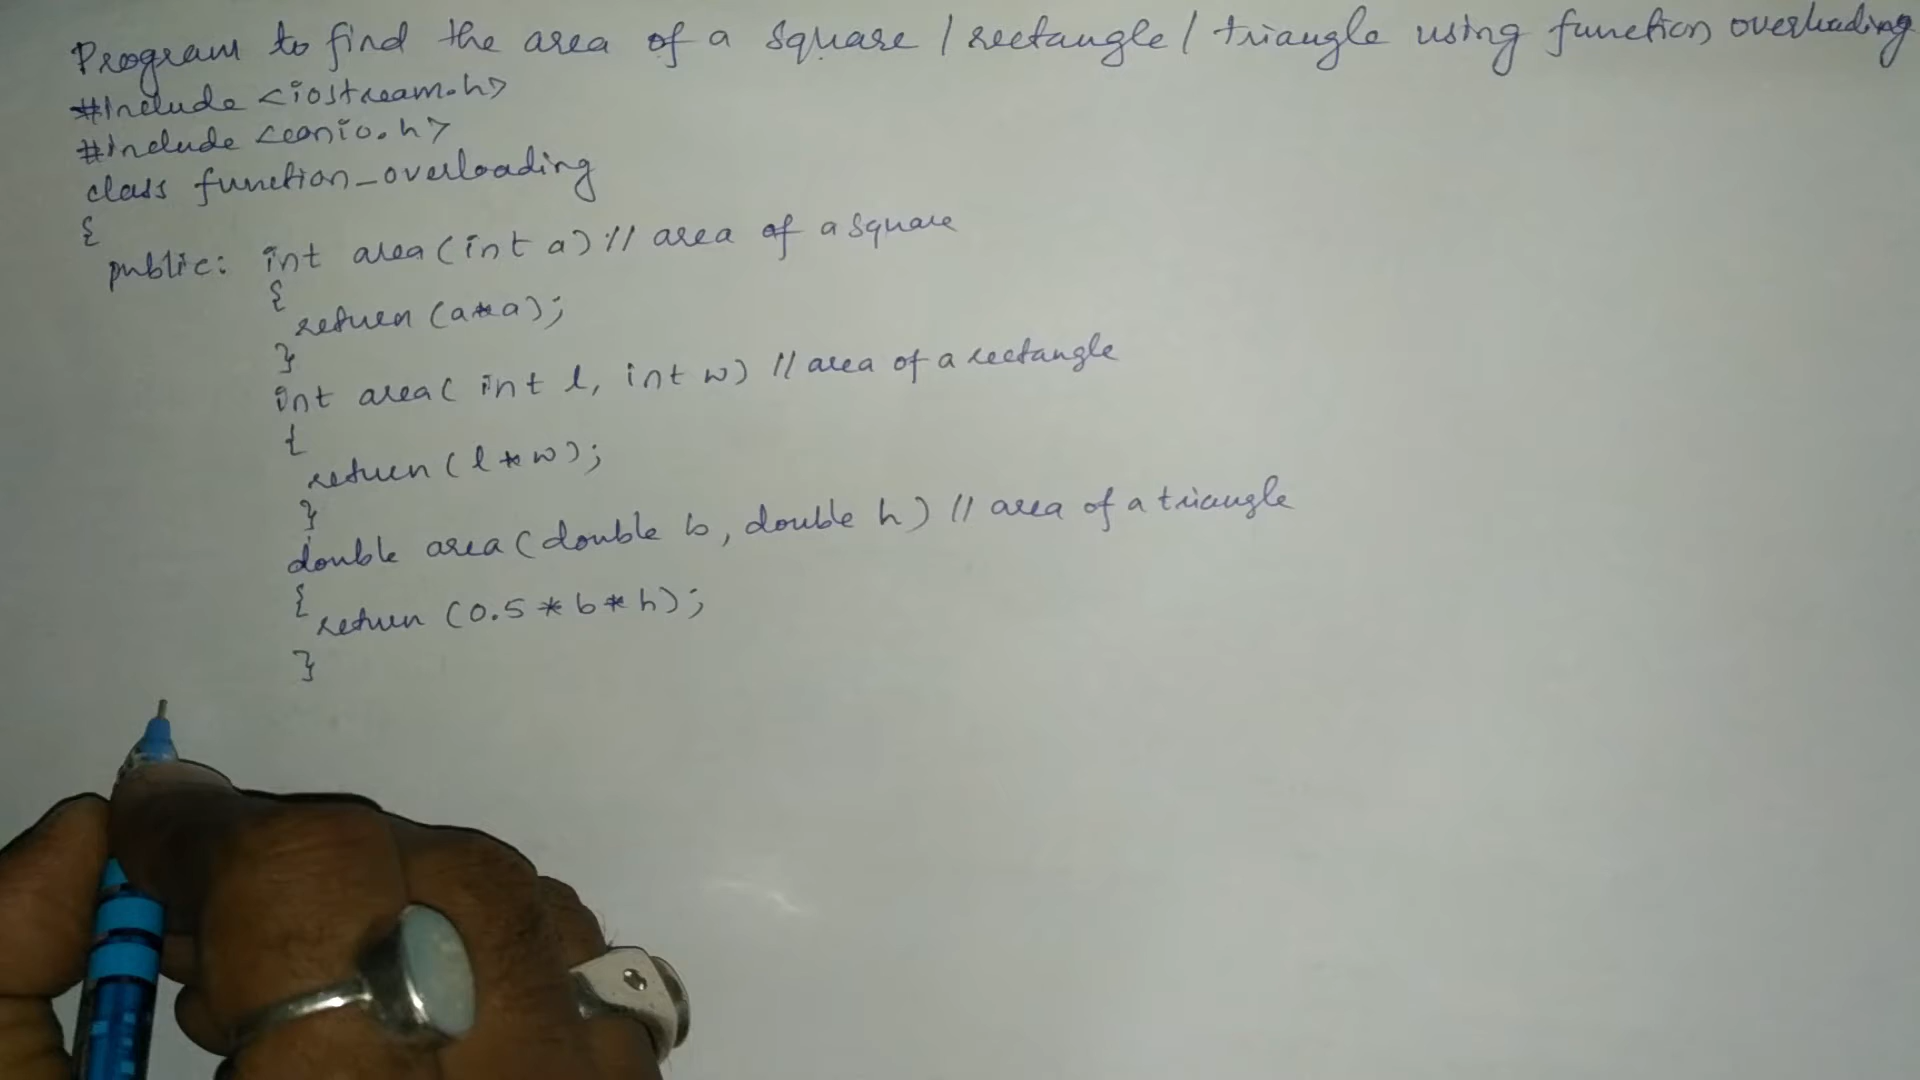 Program to find the area of a square / rectangle / triangle using function overloading
#include <iostream.h>
#include <conio.h>
class function_overloading
{
public: int area(int a) // area of a square
{
return (a*a);
}
int area( int l, int w) // area of a rectangle
{
return (l*w);
}
double area(double b, double h) // area of a triangle
{
return (0.5*b*h);
}